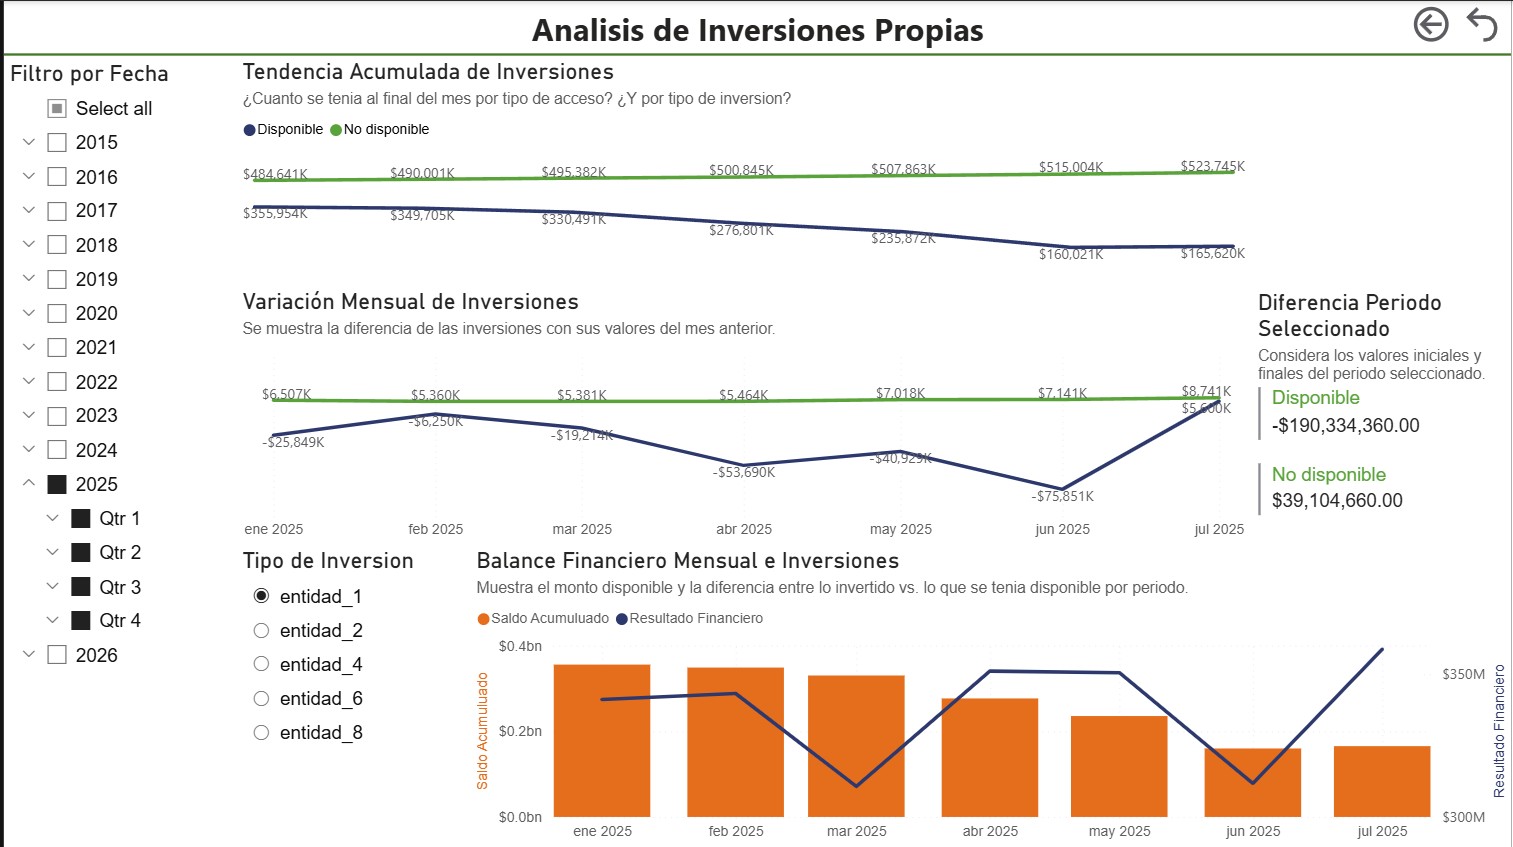 Analisis de Inversiones Propias
Filtro por Fecha
Select all
2015
2016
2017
2018
2019
2020
2021
2022
2023
2024
2025
Qtr 1
Qtr 2
Qtr 3
Qtr 4
2026
Tendencia Acumulada de Inversiones
¿Cuanto se tenia al final del mes por tipo de acceso? ¿Y por tipo de inversion?
Disponible No disponible
$484,641K $490,001K $495,382K $500,845K $507,863K $515,004K $523,745K
$355,954K $349,705K $330,491K $276,801K $235,872K $160,021K $165,620K
Variación Mensual de Inversiones
Se muestra la diferencia de las inversiones con sus valores del mes anterior.
$6,507K $5,360K $5,381K $5,464K $7,018K $7,141K $8,741K
-$25,849K -$6,250K -$19,214K -$53,690K -$40,929K -$75,851K $5,600K
ene 2025 feb 2025 mar 2025 abr 2025 may 2025 jun 2025 jul 2025
Diferencia Periodo
Seleccionado
Considera los valores iniciales y
finales del periodo seleccionado.
Disponible
-$190,334,360.00
No disponible
$39,104,660.00
Tipo de Inversion
entidad_1
entidad_2
entidad_4
entidad_6
entidad_8
Balance Financiero Mensual e Inversiones
Muestra el monto disponible y la diferencia entre lo invertido vs. lo que se tenia disponible por periodo.
Saldo Acumuluado Resultado Financiero
Saldo Acumuluado
$0.4bn
$0.2bn
$0.0bn
ene 2025 feb 2025 mar 2025 abr 2025 may 2025 jun 2025 jul 2025
$350M
$300M
Resultado Financiero